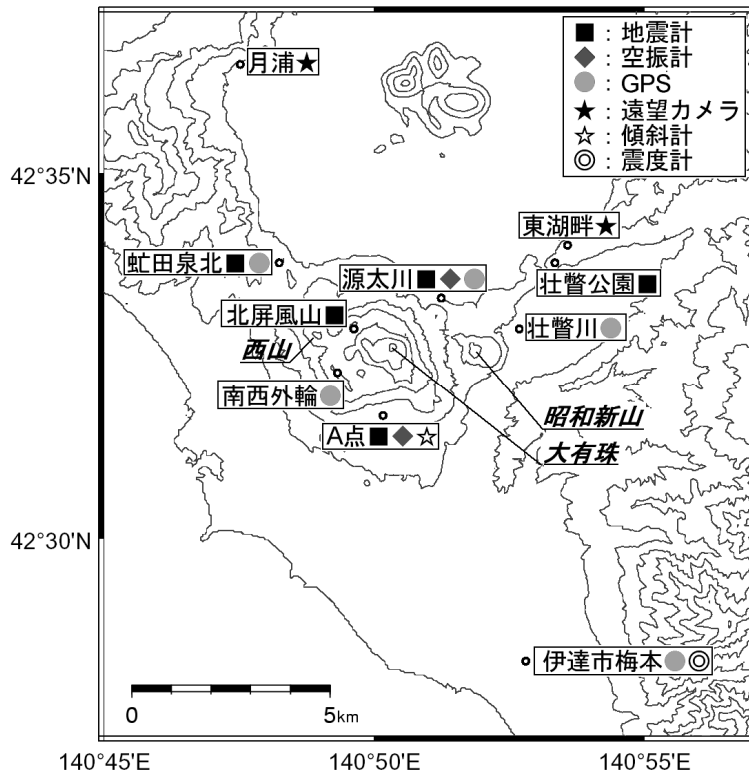 ■：地震計
◆：空振計
●：GPS
★：遠望カメラ
☆：傾斜計
◎：震度計
月浦★
42°35'N
東湖畔★
虻田泉北■●
源太川■◆●
壮瞥公園■
北屏風山■
壮瞥川●
西山
南西外輪●
昭和新山
A点■◆☆
大有珠
42°30'N
伊達市梅本●◎
0 5km
140°45'E 140°50'E 140°55'E